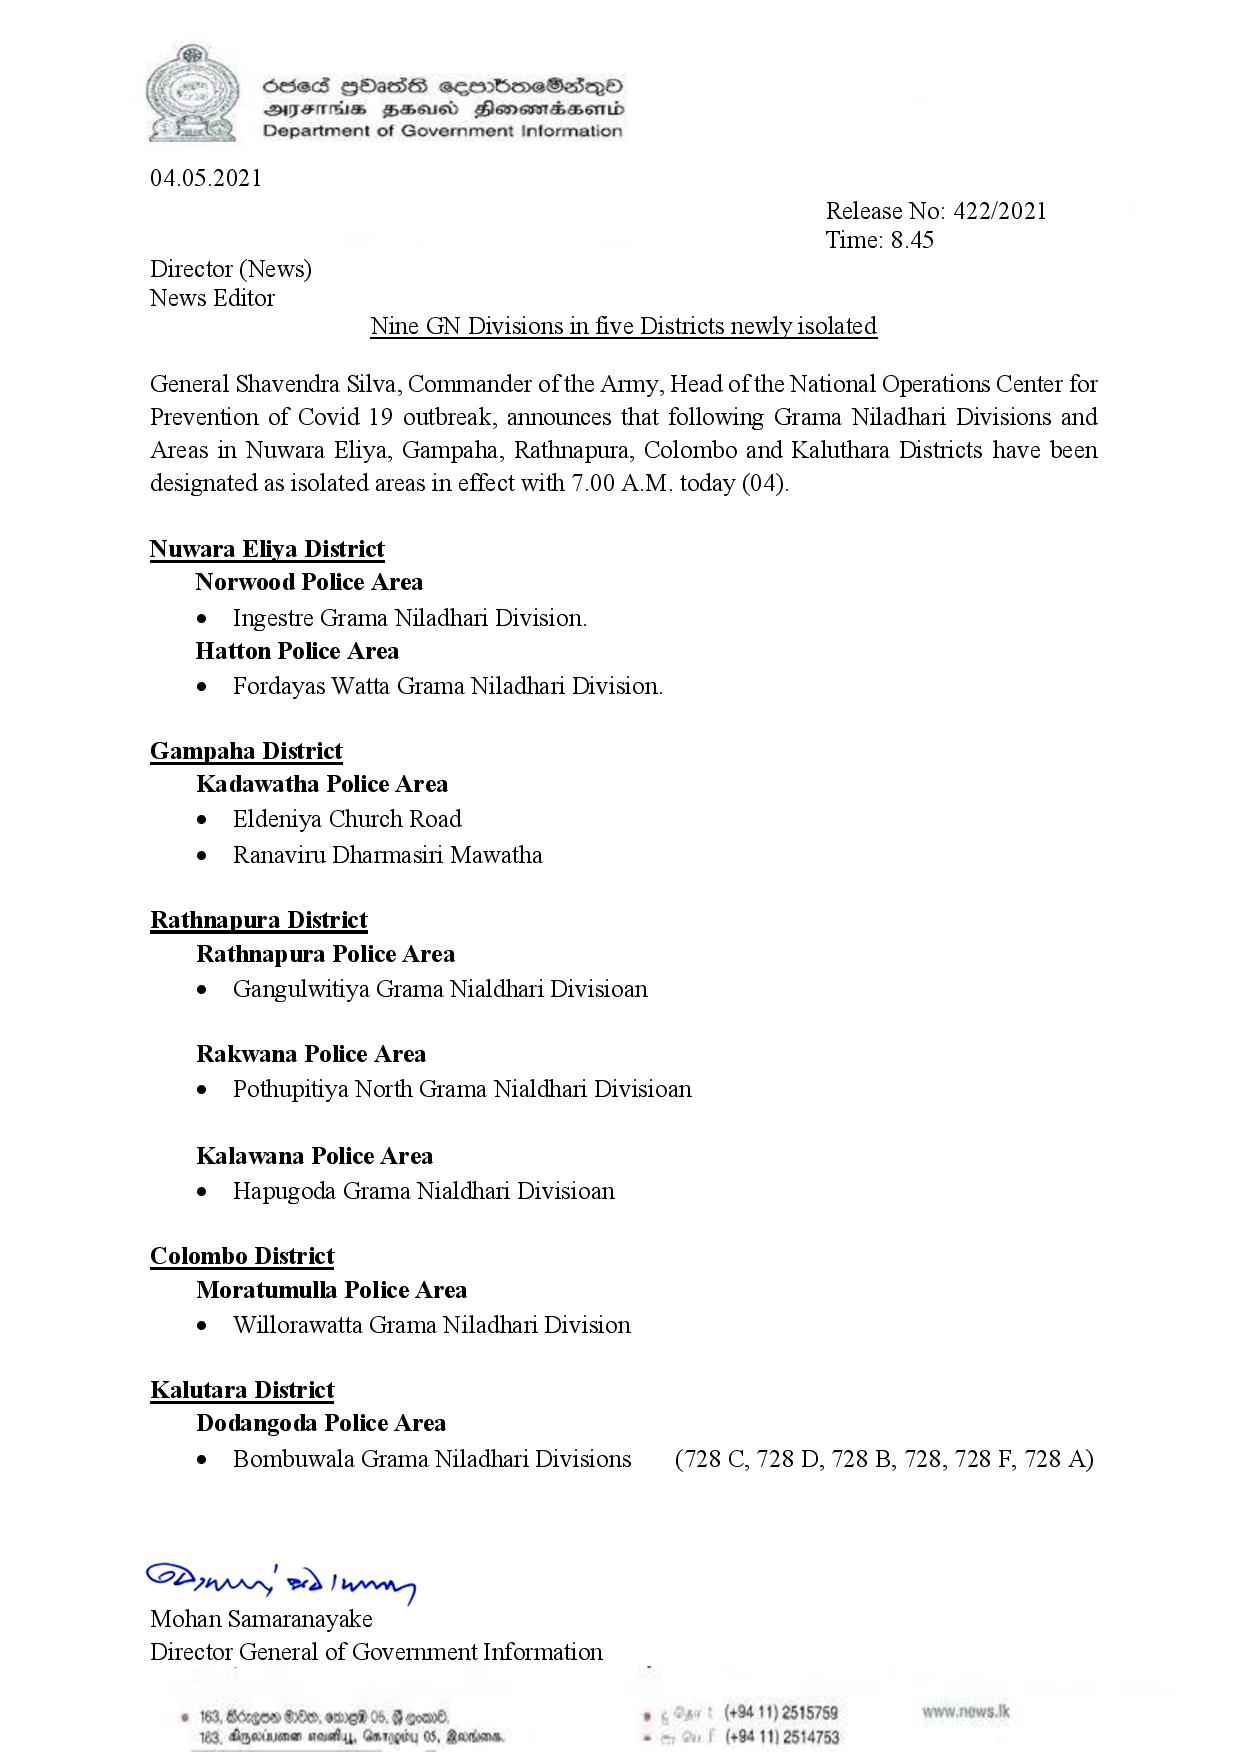 රජයේ ප්‍රවෘත්ති දෙපාර්තමේන්තුව
அரசாங்க தகவல் திணைக்களம்
Department of Government Information
04.05.2021
Release No: 422/2021
Time: 8.45
Director (News)
News Editor
Nine GN Divisions in five Districts newly isolated
General Shavendra Silva, Commander of the Army, Head of the National Operations Center for
Prevention of Covid 19 outbreak, announces that following Grama Niladhari Divisions and
Areas in Nuwara Eliya, Gampaha, Rathnapura, Colombo and Kaluthara Districts have been
designated as isolated areas in effect with 7.00 A.M. today (04).
Nuwara Eliya District
Norwood Police Area
• Ingestre Grama Niladhari Division.
Hatton Police Area
• Fordayas Watta Grama Niladhari Division.
Gampaha District
Kadawatha Police Area
• Eldeniya Church Road
• Ranaviru Dharmasiri Mawatha
Rathnapura District
Rathnapura Police Area
• Gangulwitiya Grama Nialdhari Divisioan
Rakwana Police Area
• Pothupitiya North Grama Nialdhari Divisioan
Kalawana Police Area
• Hapugoda Grama Nialdhari Divisioan
Colombo District
Moratumulla Police Area
• Willorawatta Grama Niladhari Division
Kalutara District
Dodangoda Police Area
• Bombuwala Grama Niladhari Divisions (728 C, 728 D, 728 B, 728, 728 F, 728 A)
Mohan Samaranayake
Director General of Government Information
163, කිරුලපන මාවත, කොළඹ 05, ශ්‍රී ලංකාව. (+94 11) 2515759 www.news.lk
163, கிருலப்பனை எவனியூ, கொழும்பு 05, இலங்கை. (+94 11) 2514753